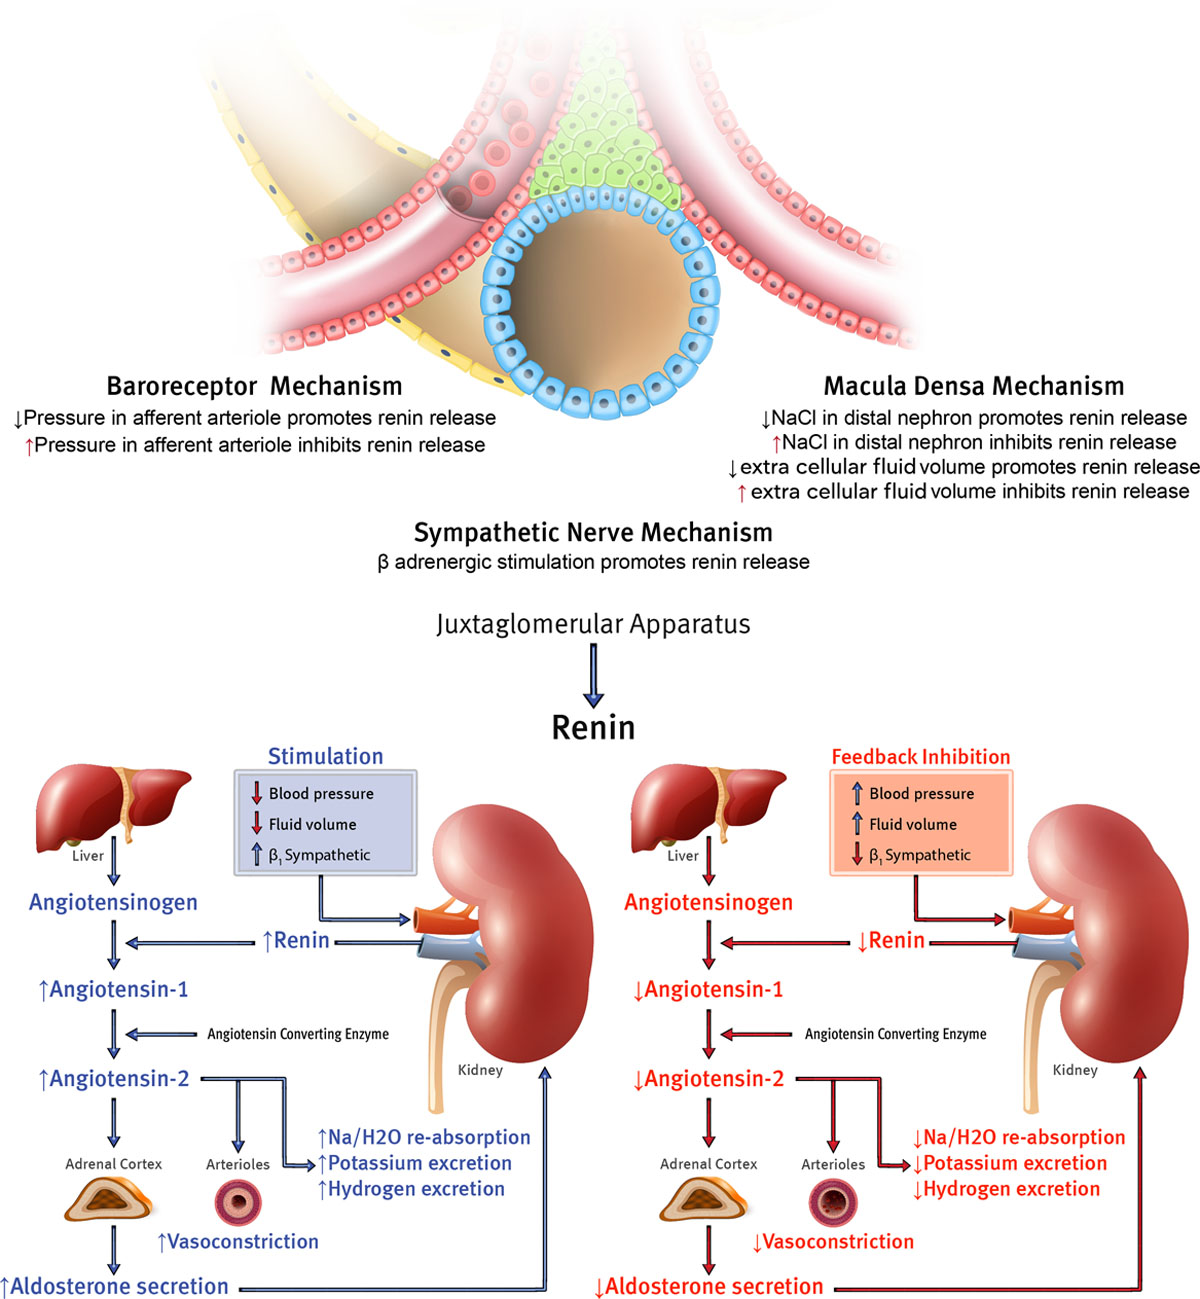 Baroreceptor Mechanism
↓Pressure in afferent arteriole promotes renin release
↑Pressure in afferent arteriole inhibits renin release
Macula Densa Mechanism
↓NaCl in distal nephron promotes renin release
↑NaCl in distal nephron inhibits renin release
↓extra cellular fluid volume promotes renin release
↑extra cellular fluid volume inhibits renin release
Sympathetic Nerve Mechanism
β adrenergic stimulation promotes renin release
Juxtaglomerular Apparatus
Renin
Stimulation
↓ Blood pressure
↓ Fluid volume
↑ β₁ Sympathetic
Liver
Angiotensinogen
↑Renin
↑Angiotensin-1
Angiotensin Converting Enzyme
↑Angiotensin-2
Kidney
↑Na/H2O re-absorption
↑Potassium excretion
↑Hydrogen excretion
Adrenal Cortex
Arterioles
↑Vasoconstriction
↑Aldosterone secretion
Feedback Inhibition
↑ Blood pressure
↑ Fluid volume
↓ β₁ Sympathetic
Liver
Angiotensinogen
↓Renin
↓Angiotensin-1
Angiotensin Converting Enzyme
↓Angiotensin-2
Kidney
↓Na/H2O re-absorption
↓Potassium excretion
↓Hydrogen excretion
Adrenal Cortex
Arterioles
↓Vasoconstriction
↓Aldosterone secretion